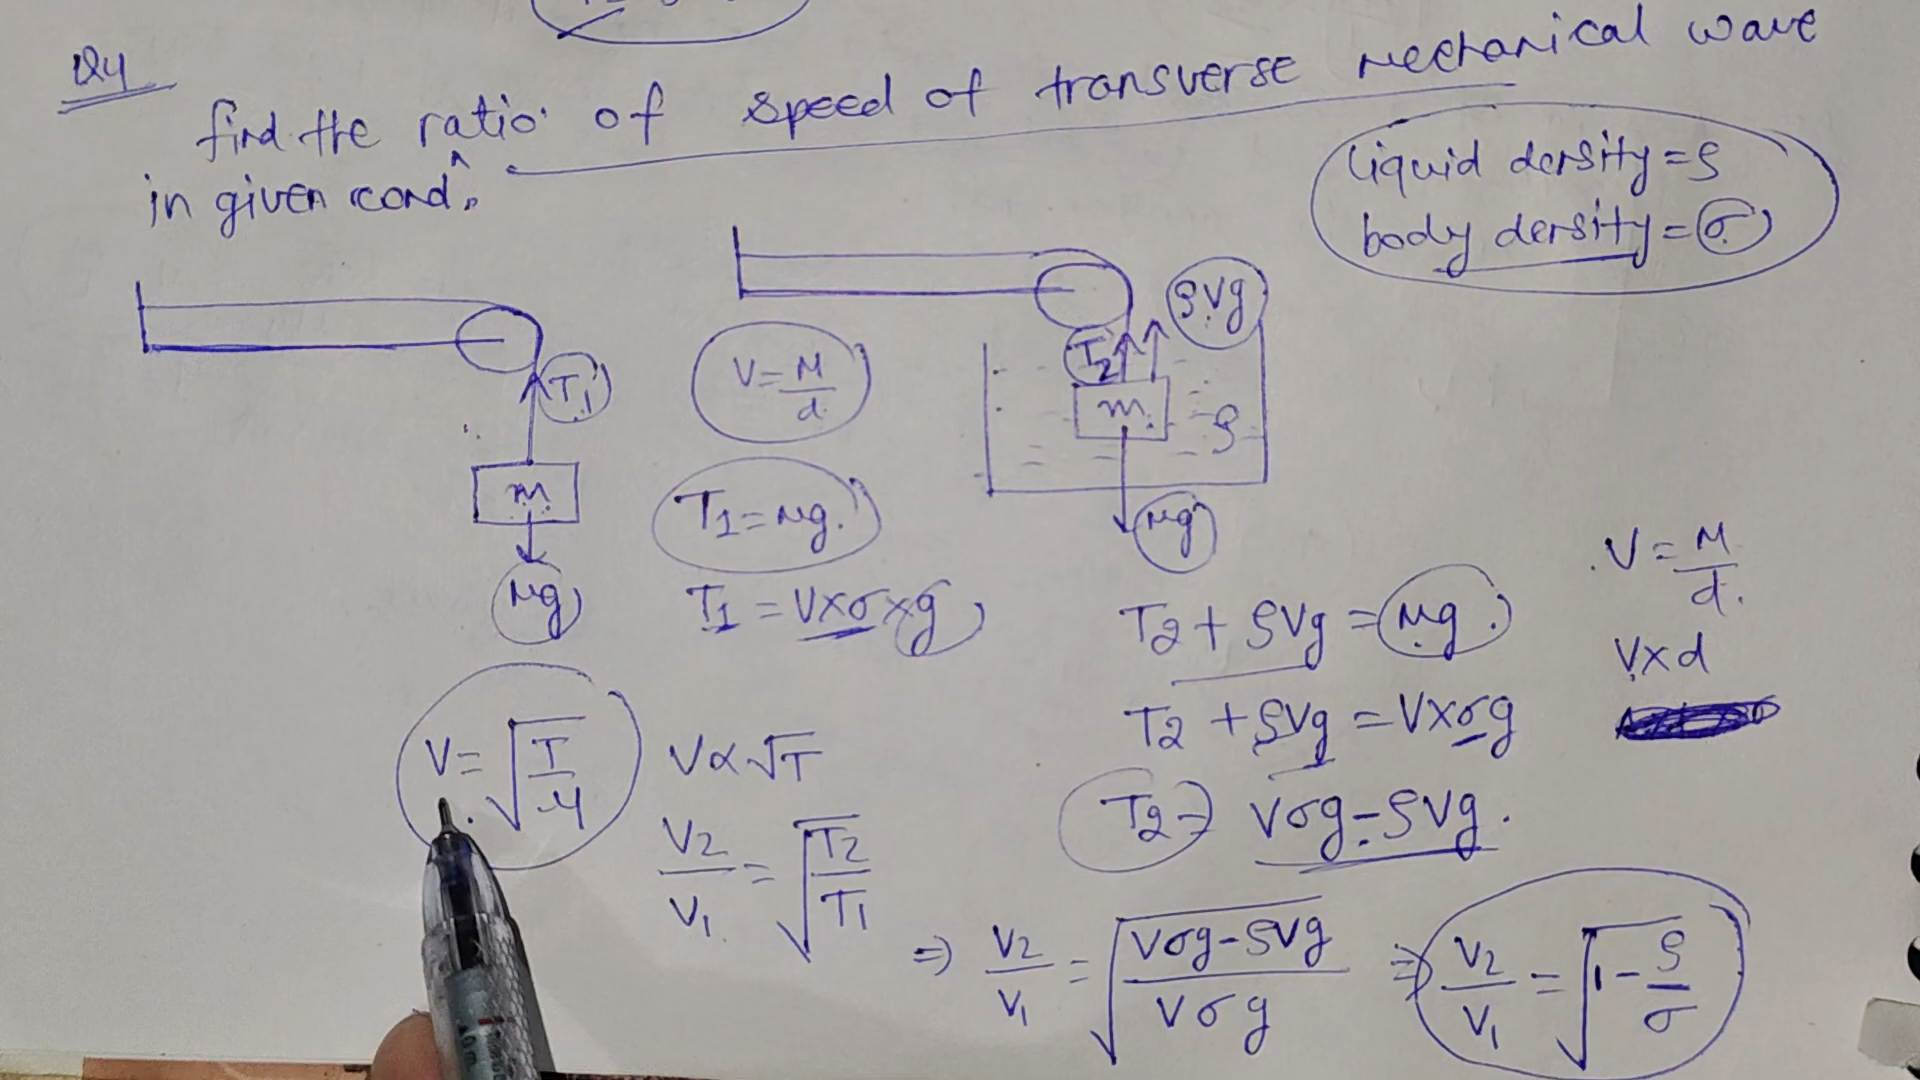 Q4
find the ratio of speed of transverse mechanical wave
in given cond^n.
liquid density = ρ
body density = σ
T1
m
Mg
V = M/d
T1 = Mg.
T1 = V×σ×g
ρVg
T2
m
ρ
Mg
T2 + ρVg = Mg.
T2 + ρVg = V×σg
T2 → Vσg - ρVg.
V = M/d.
V×d
V = √(T/μ)
V ∝ √T
V2/V1 = √(T2/T1)
⇒ V2/V1 = √((Vσg - ρVg)/(Vσg))
⇒ V2/V1 = √(1 - ρ/σ)